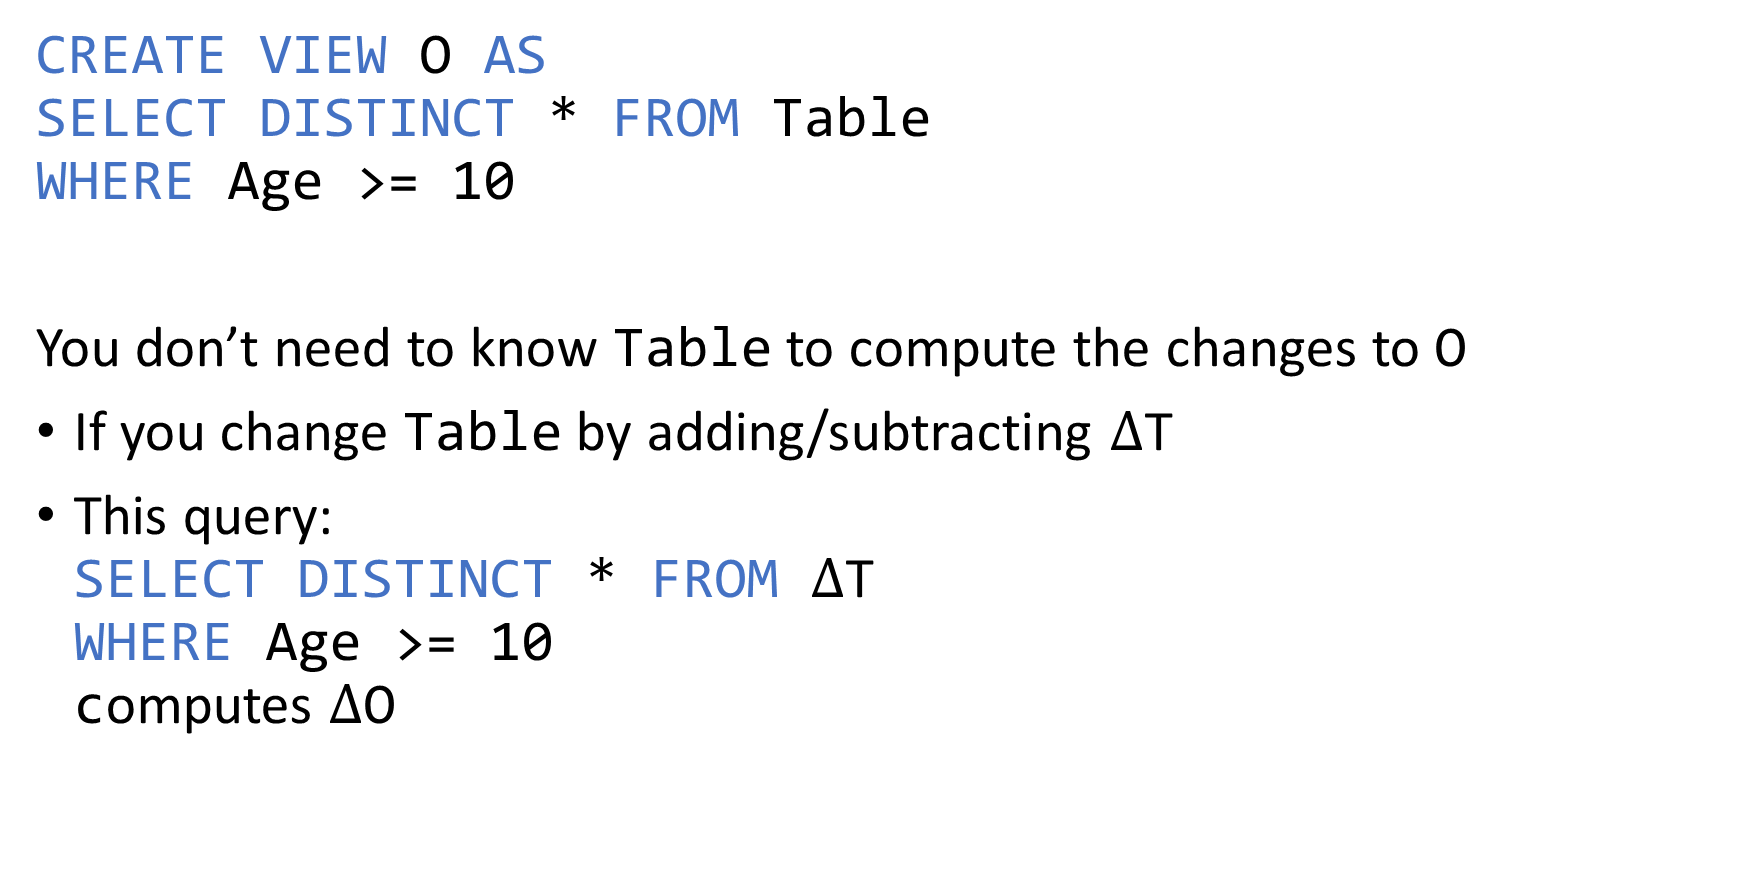 CREATE VIEW O AS
SELECT DISTINCT * FROM Table
WHERE Age >= 10
You don’t need to know Table to compute the changes to O
• If you change Table by adding/subtracting ΔT
• This query:
SELECT DISTINCT * FROM ΔT
WHERE Age >= 10
computes ΔO